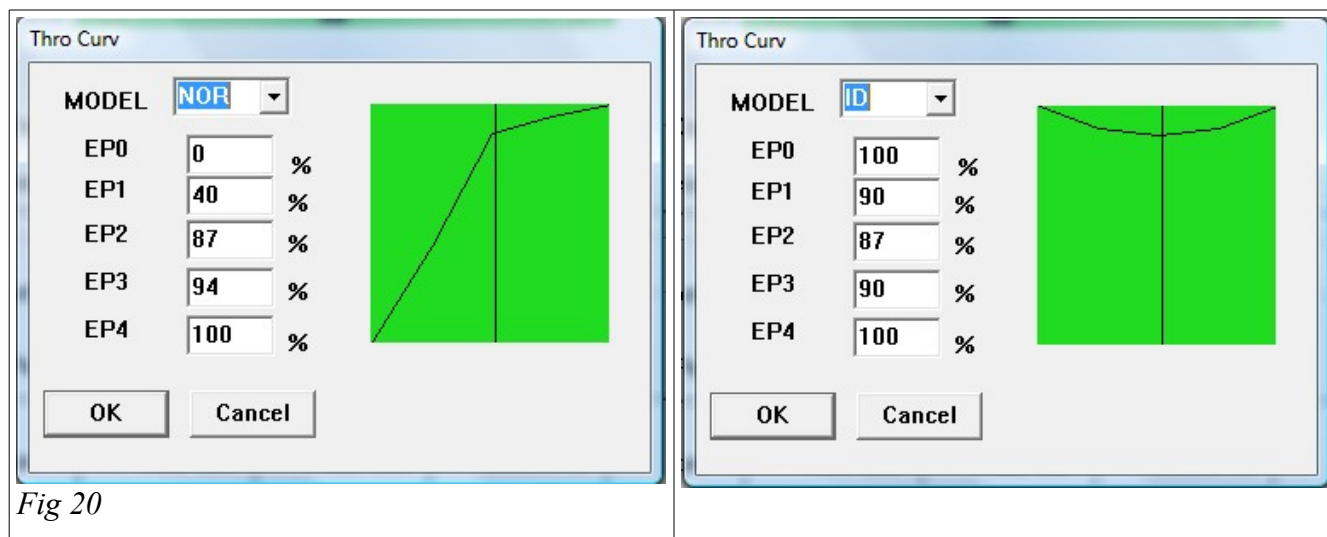 Thro Curv
MODEL NOR
EP0 0 %
EP1 40 %
EP2 87 %
EP3 94 %
EP4 100 %
OK Cancel
Fig 20
Thro Curv
MODEL ID
EP0 100 %
EP1 90 %
EP2 87 %
EP3 90 %
EP4 100 %
OK Cancel